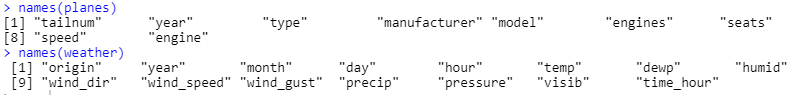 > names(planes)
[1] "tailnum" "year" "type" "manufacturer" "model" "engines" "seats"
[8] "speed" "engine"
> names(weather)
[1] "origin" "year" "month" "day" "hour" "temp" "dewp" "humid"
[9] "wind_dir" "wind_speed" "wind_gust" "precip" "pressure" "visib" "time_hour"